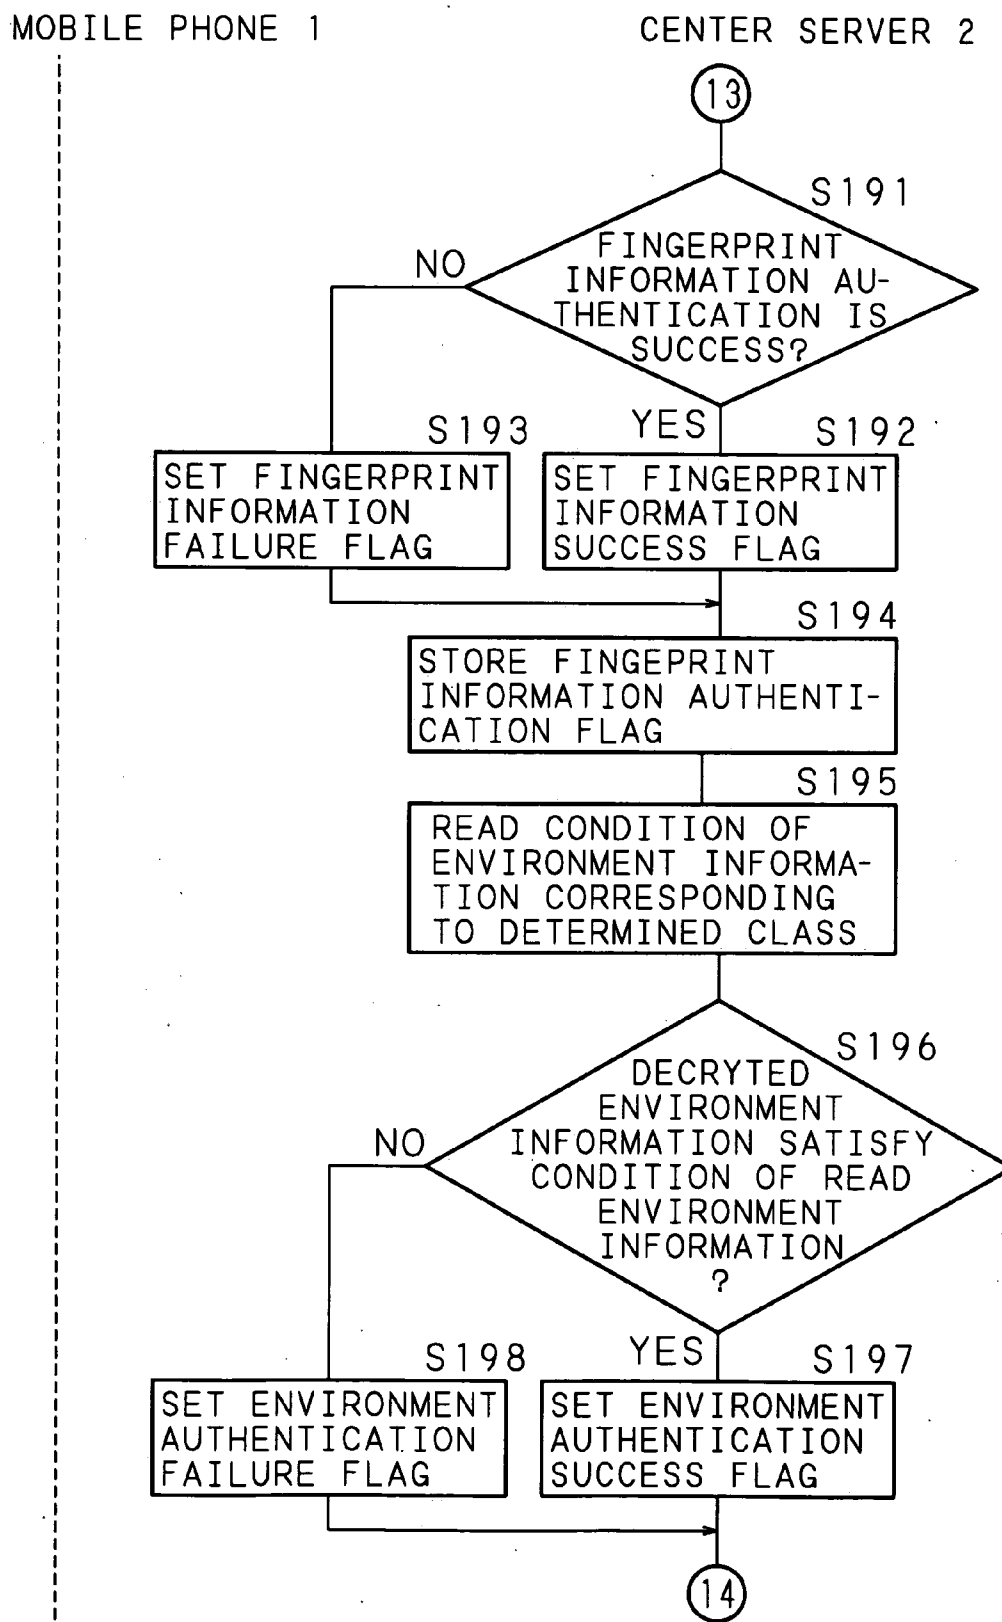 MOBILE PHONE 1
CENTER SERVER 2
13
S191
FINGERPRINT
INFORMATION AU-
THENTICATION IS
SUCCESS?
NO
YES
S193
S192
SET FINGERPRINT
INFORMATION
FAILURE FLAG
SET FINGERPRINT
INFORMATION
SUCCESS FLAG
S194
STORE FINGEPRINT
INFORMATION AUTHENTI-
CATION FLAG
S195
READ CONDITION OF
ENVIRONMENT INFORMA-
TION CORRESPONDING
TO DETERMINED CLASS
S196
DECRYTED
ENVIRONMENT
INFORMATION SATISFY
CONDITION OF READ
ENVIRONMENT
INFORMATION
?
NO
YES
S198
S197
SET ENVIRONMENT
AUTHENTICATION
FAILURE FLAG
SET ENVIRONMENT
AUTHENTICATION
SUCCESS FLAG
14